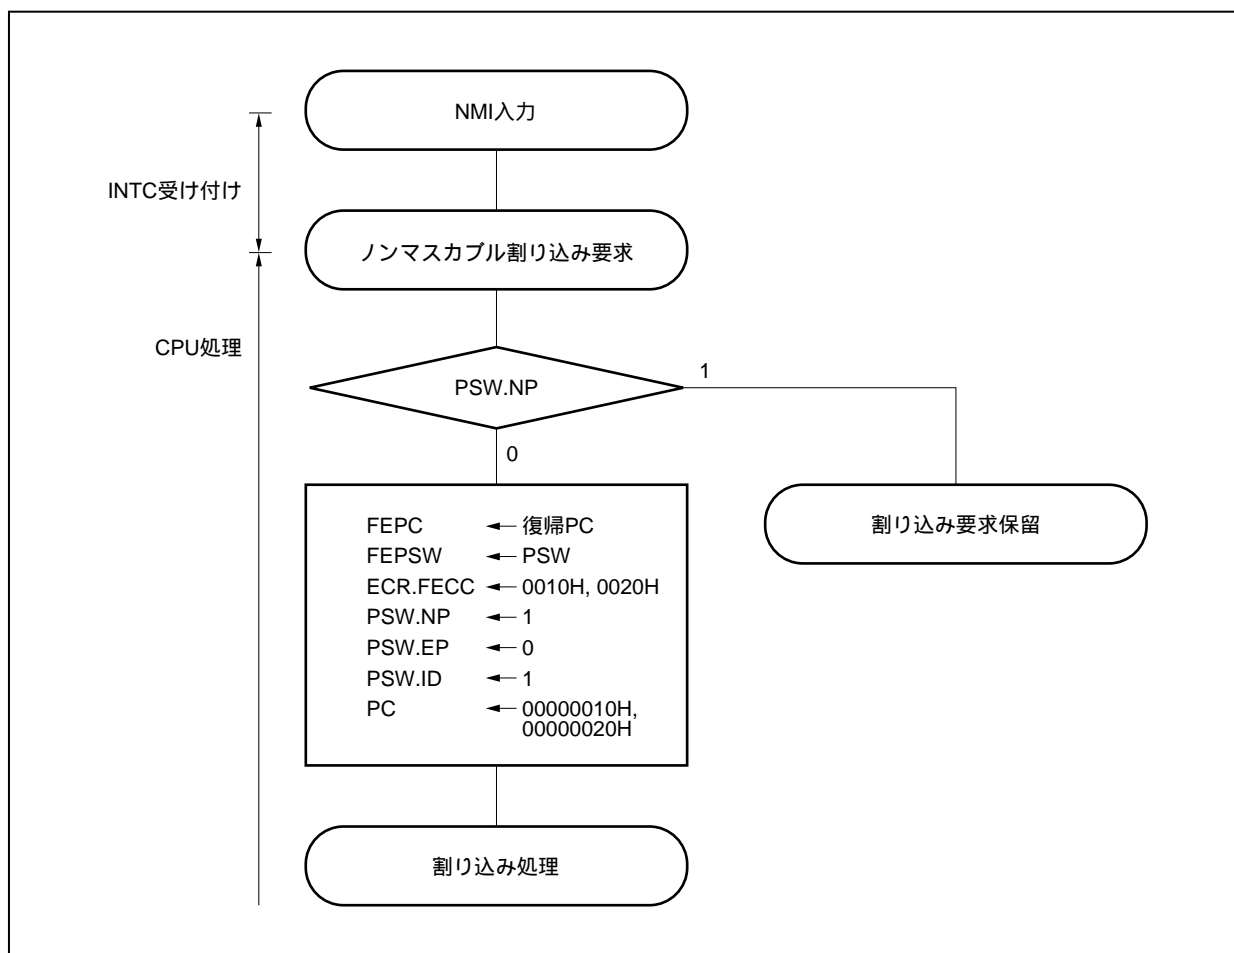 NMI入力
INTC受け付け
ノンマスカブル割り込み要求
CPU処理
PSW.NP
1
0
FEPC ← 復帰PC
FEPSW ← PSW
ECR.FECC ← 0010H, 0020H
PSW.NP ← 1
PSW.EP ← 0
PSW.ID ← 1
PC ← 00000010H,
00000020H
割り込み要求保留
割り込み処理